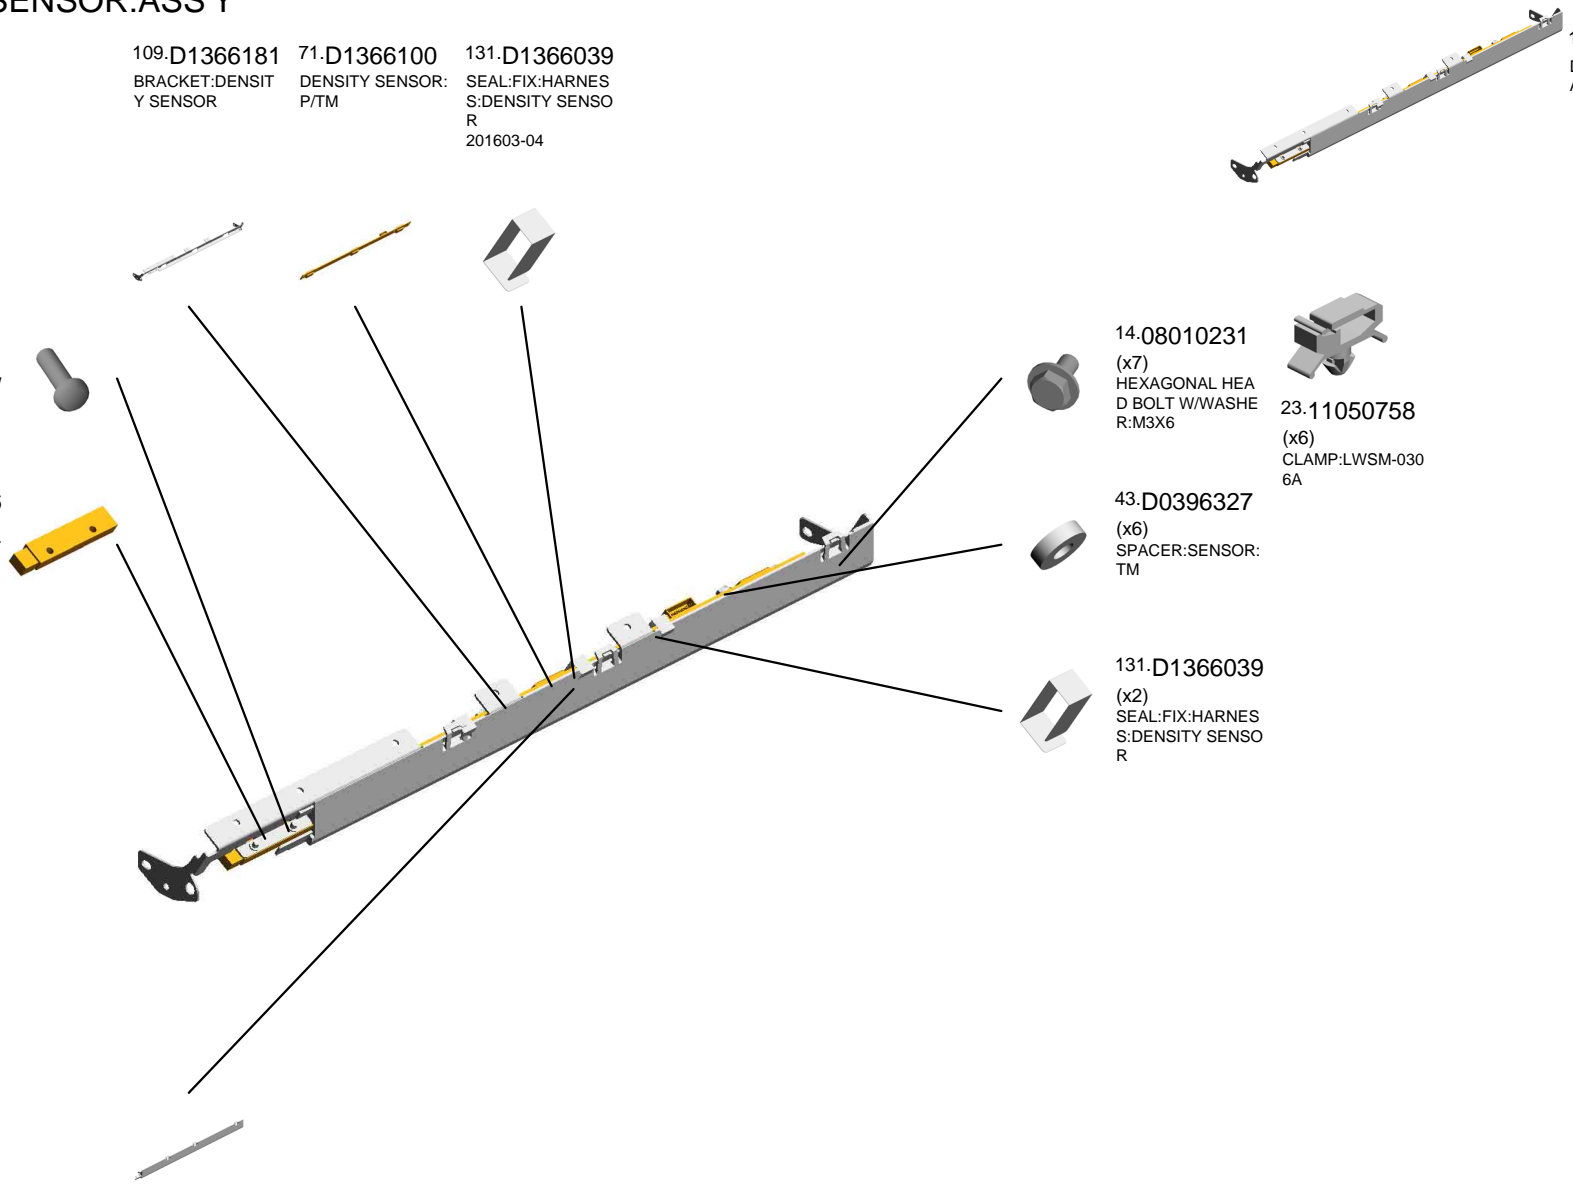 SENSOR:ASS'Y
109.D1366181
BRACKET:DENSIT
Y SENSOR
71.D1366100
DENSITY SENSOR:
P/TM
131.D1366039
SEAL:FIX:HARNES
S:DENSITY SENSO
R
201603-04
14.08010231
(x7)
HEXAGONAL HEA
D BOLT W/WASHE
R:M3X6
23.11050758
(x6)
CLAMP:LWSM-030
6A
43.D0396327
(x6)
SPACER:SENSOR:
TM
131.D1366039
(x2)
SEAL:FIX:HARNES
S:DENSITY SENSO
R